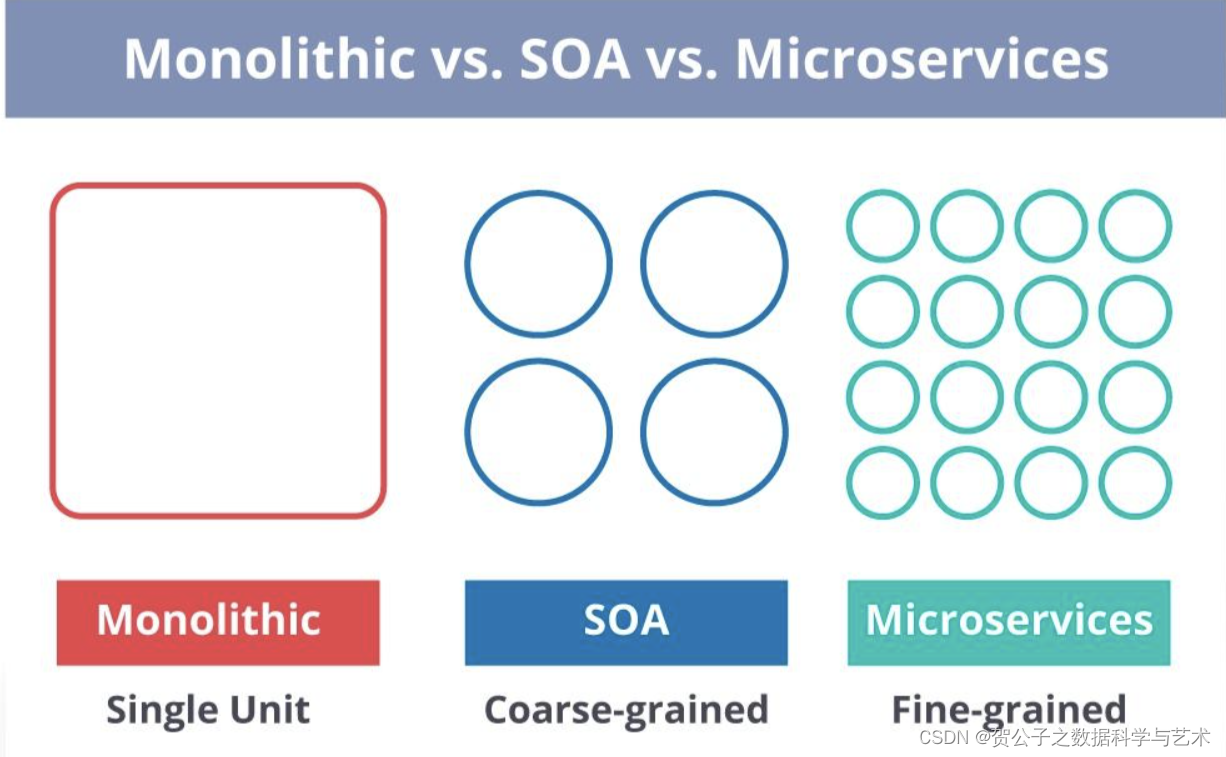 Monolithic vs. SOA vs. Microservices
Monolithic
SOA
Microservices
Single Unit
Coarse-grained
Fine-grained
CSDN @贺公子之数据科学与艺术